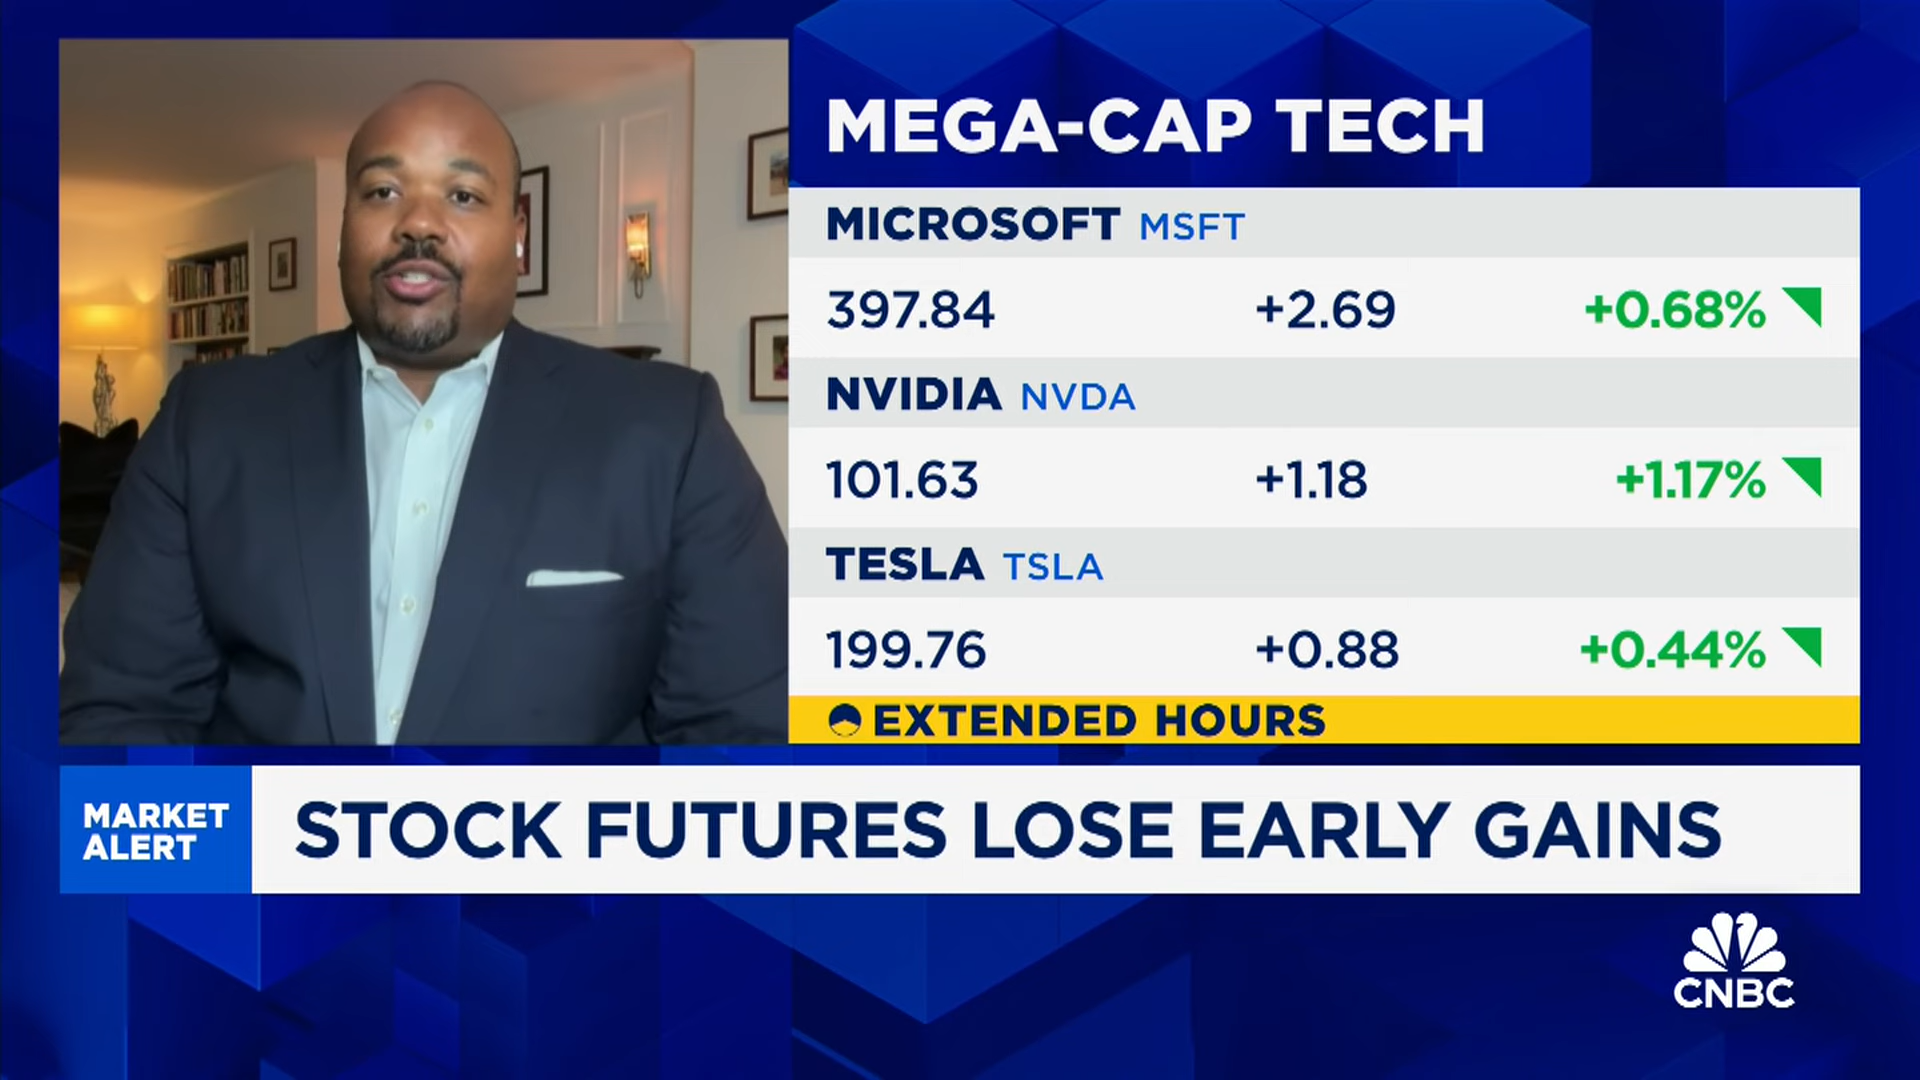 MEGA-CAP TECH
MICROSOFT MSFT
397.84 +2.69 +0.68%
NVIDIA NVDA
101.63 +1.18 +1.17%
TESLA TSLA
199.76 +0.88 +0.44%
EXTENDED HOURS
MARKET
ALERT
STOCK FUTURES LOSE EARLY GAINS
CNBC